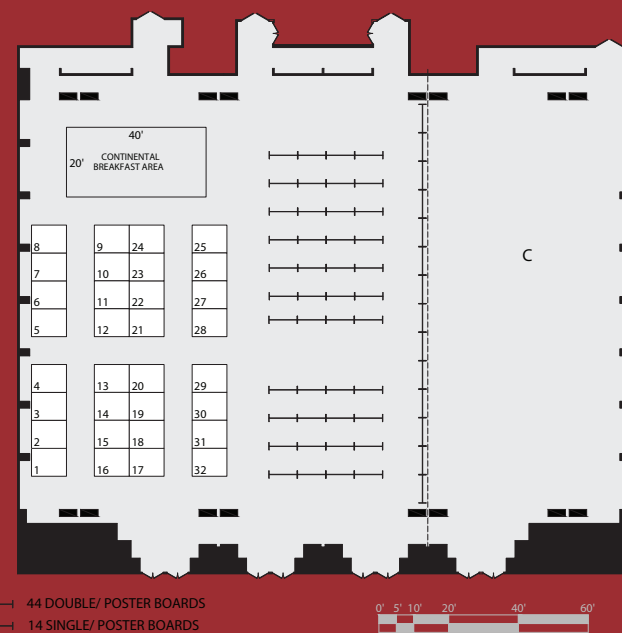 40'
20'
CONTINENTAL
BREAKFAST AREA
C
8 9 24 25
7 10 23 26
6 11 22 27
5 12 21 28
4 13 20 29
3 14 19 30
2 15 18 31
1 16 17 32
44 DOUBLE/ POSTER BOARDS
14 SINGLE/ POSTER BOARDS
0' 5' 10' 20' 40' 60'